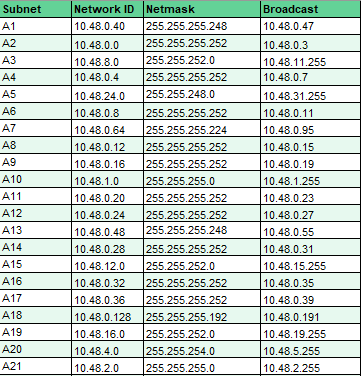 Subnet Network ID Netmask Broadcast
A1 10.48.0.40 255.255.255.248 10.48.0.47
A2 10.48.0.0 255.255.255.252 10.48.0.3
A3 10.48.8.0 255.255.252.0 10.48.11.255
A4 10.48.0.4 255.255.255.252 10.48.0.7
A5 10.48.24.0 255.255.248.0 10.48.31.255
A6 10.48.0.8 255.255.255.252 10.48.0.11
A7 10.48.0.64 255.255.255.224 10.48.0.95
A8 10.48.0.12 255.255.255.252 10.48.0.15
A9 10.48.0.16 255.255.255.252 10.48.0.19
A10 10.48.1.0 255.255.255.0 10.48.1.255
A11 10.48.0.20 255.255.255.252 10.48.0.23
A12 10.48.0.24 255.255.255.252 10.48.0.27
A13 10.48.0.48 255.255.255.248 10.48.0.55
A14 10.48.0.28 255.255.255.252 10.48.0.31
A15 10.48.12.0 255.255.252.0 10.48.15.255
A16 10.48.0.32 255.255.255.252 10.48.0.35
A17 10.48.0.36 255.255.255.252 10.48.0.39
A18 10.48.0.128 255.255.255.192 10.48.0.191
A19 10.48.16.0 255.255.252.0 10.48.19.255
A20 10.48.4.0 255.255.254.0 10.48.5.255
A21 10.48.2.0 255.255.255.0 10.48.2.255